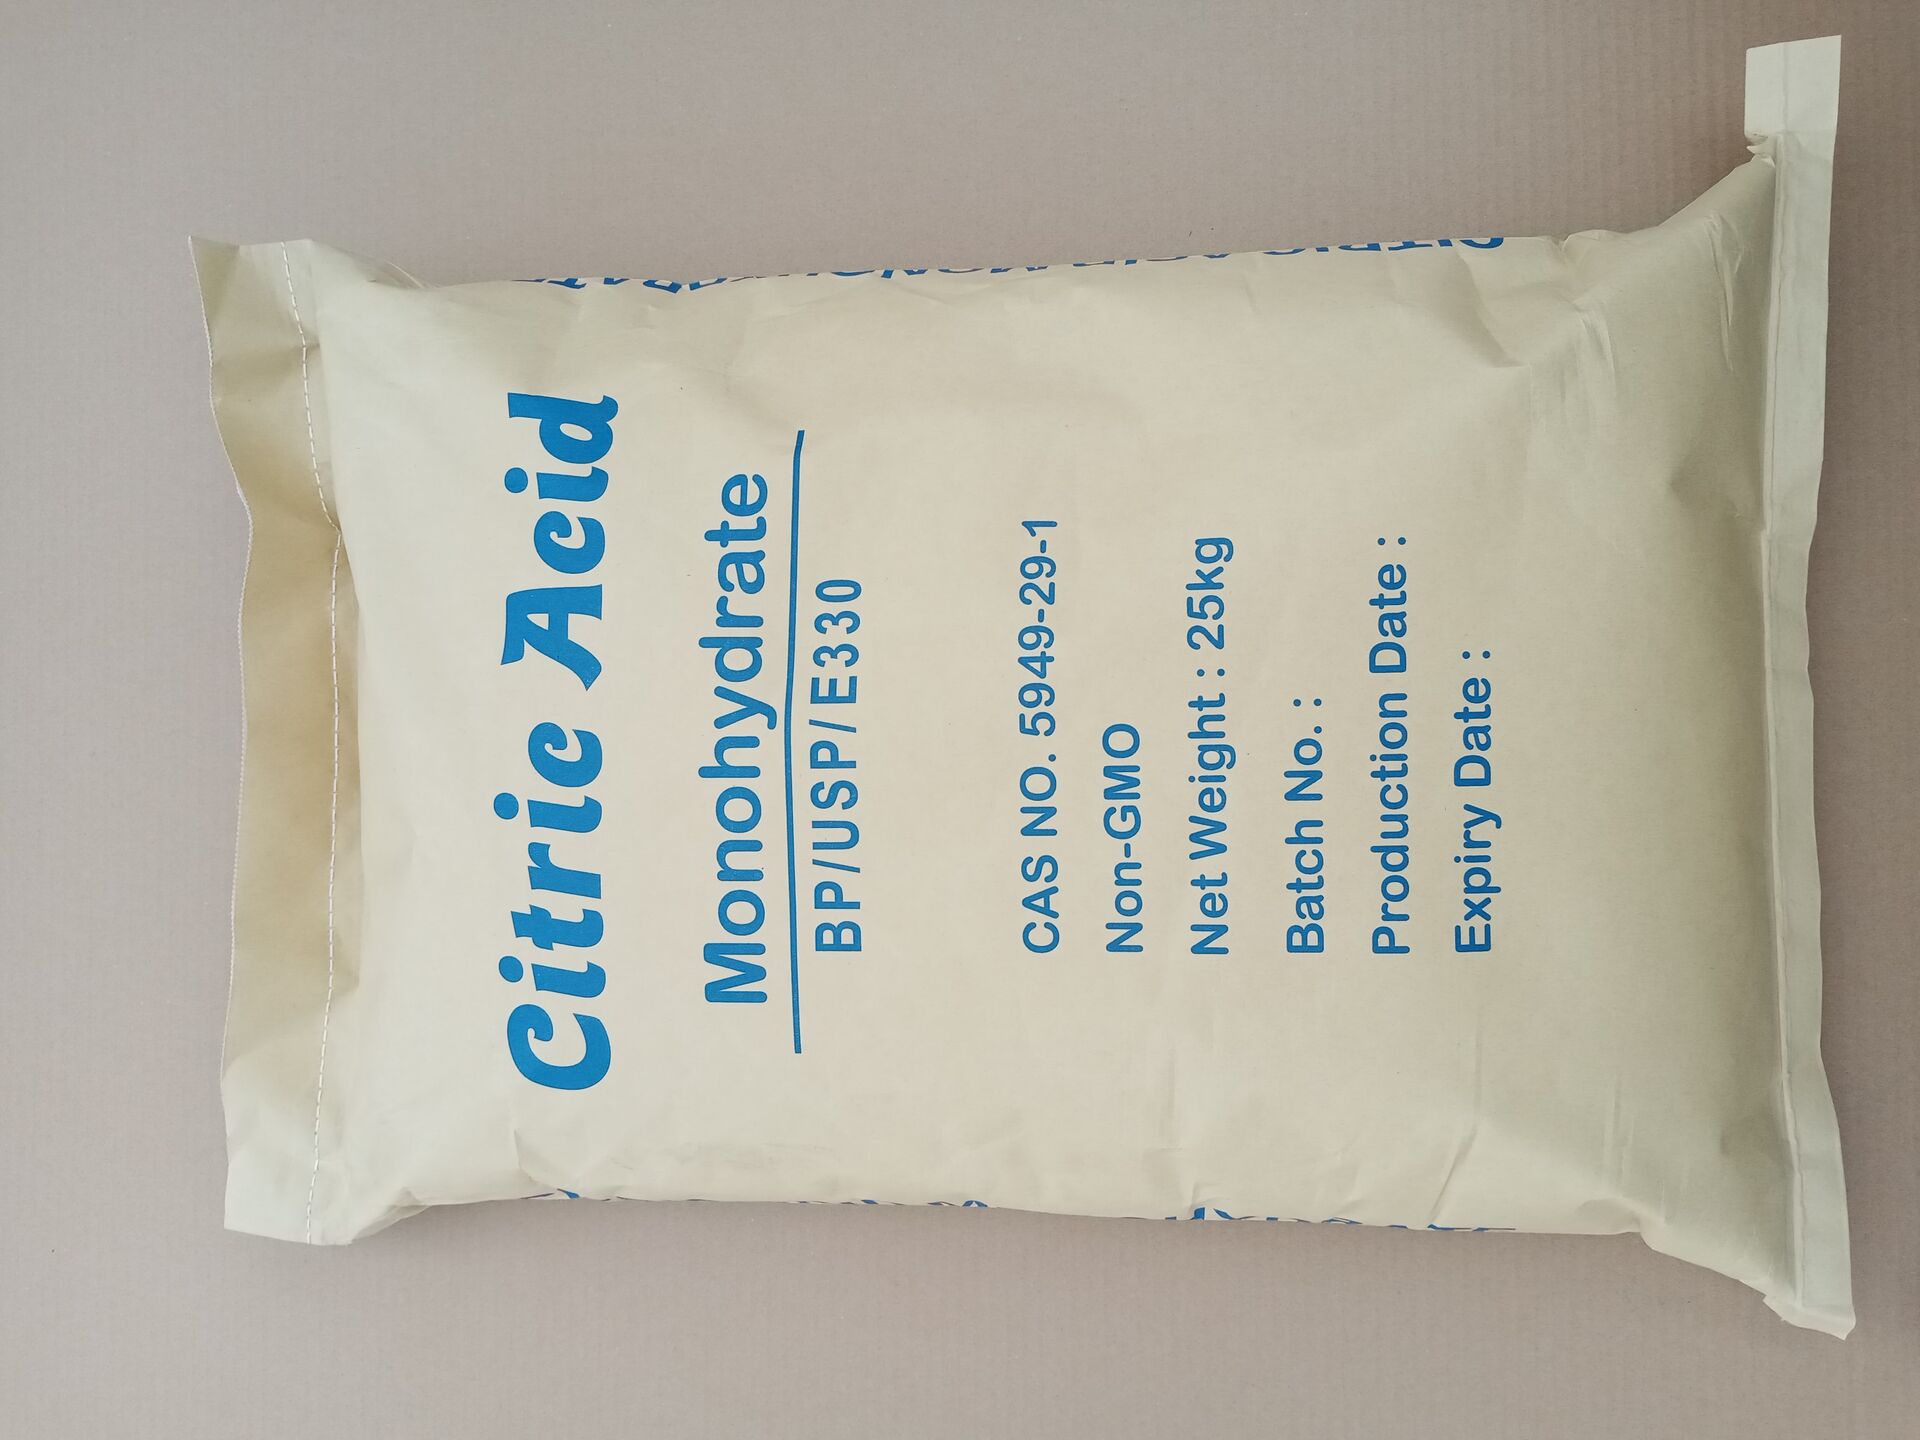 Citric Acid
Monohydrate
BP/USP/E330
CAS NO. 5949-29-1
Non-GMO
Net Weight : 25kg
Batch No. :
Production Date :
Expiry Date :